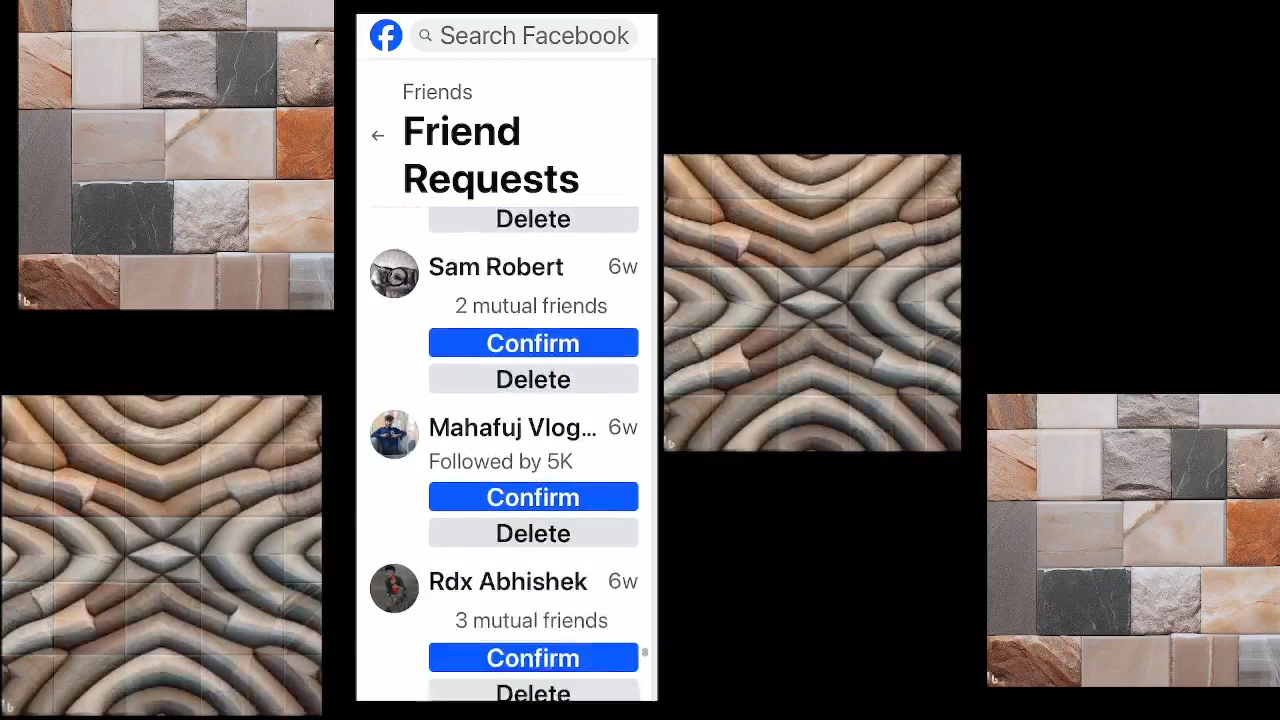 Search Facebook
Friends
Friend
Requests
Delete
Sam Robert 6w
2 mutual friends
Confirm
Delete
Mahafuj Vlog... 6w
Followed by 5K
Confirm
Delete
Rdx Abhishek 6w
3 mutual friends
Confirm
Delete